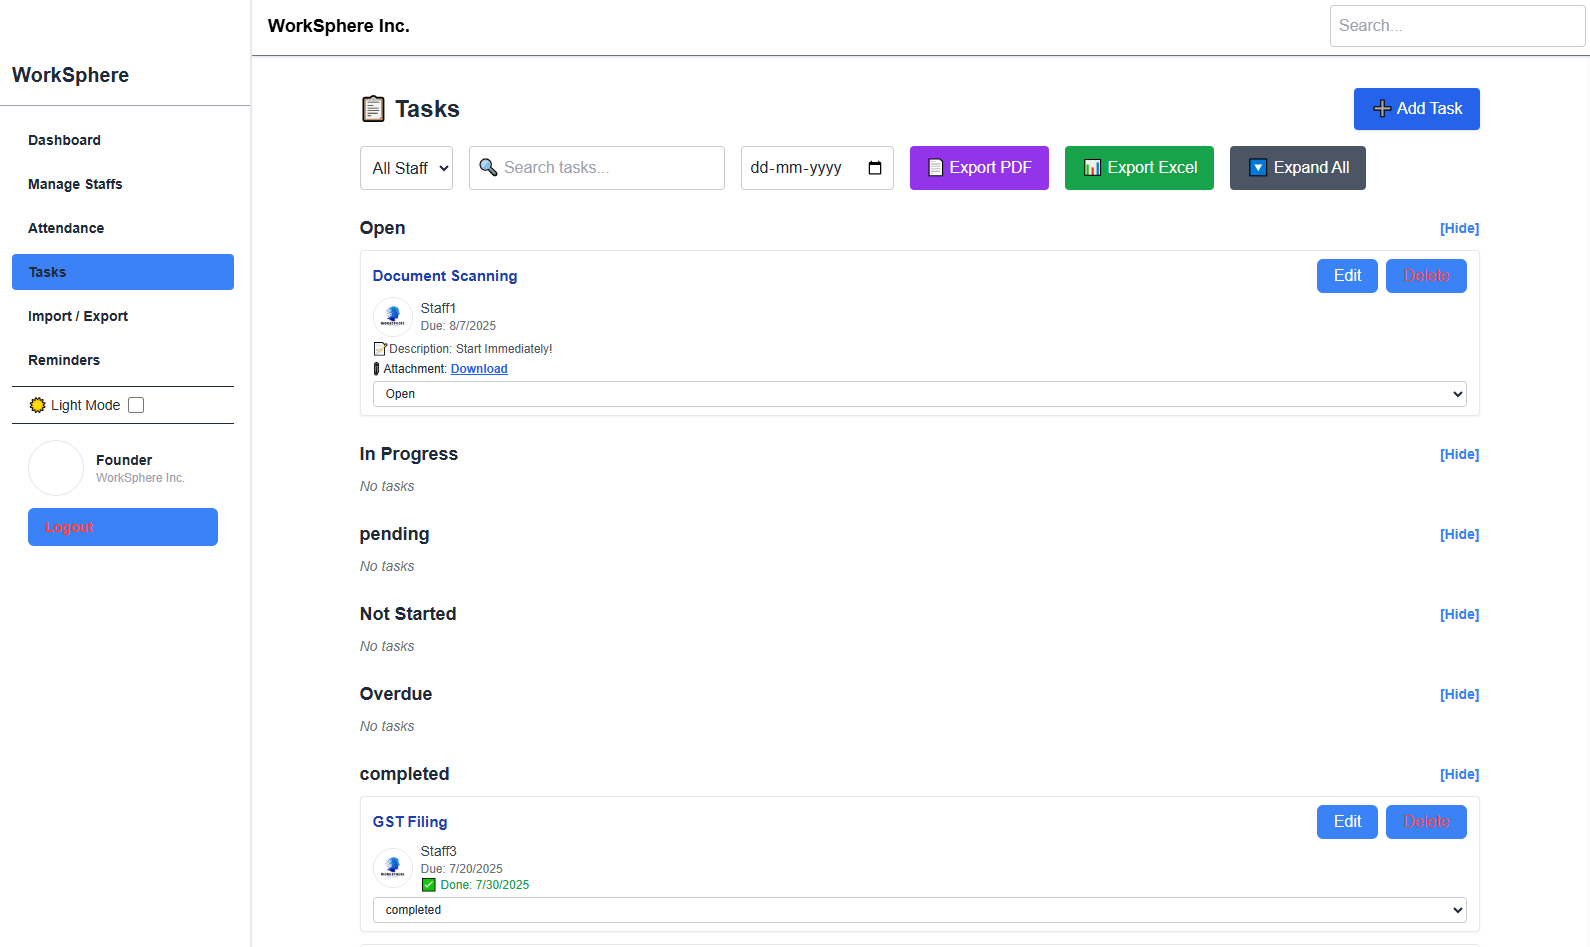 WorkSphere Inc.
Search...
WorkSphere
Dashboard
Manage Staffs
Attendance
Tasks
Import / Export
Reminders
Light Mode
Founder
WorkSphere Inc.
Logout
Tasks
Add Task
All Staff
Search tasks...
dd-mm-yyyy
Export PDF
Export Excel
Expand All
Open
[Hide]
Document Scanning
Edit
Delete
Staff1
Due: 8/7/2025
Description: Start Immediately!
Attachment: Download
Open
In Progress
[Hide]
No tasks
pending
[Hide]
No tasks
Not Started
[Hide]
No tasks
Overdue
[Hide]
No tasks
completed
[Hide]
GST Filing
Edit
Delete
Staff3
Due: 7/20/2025
Done: 7/30/2025
completed